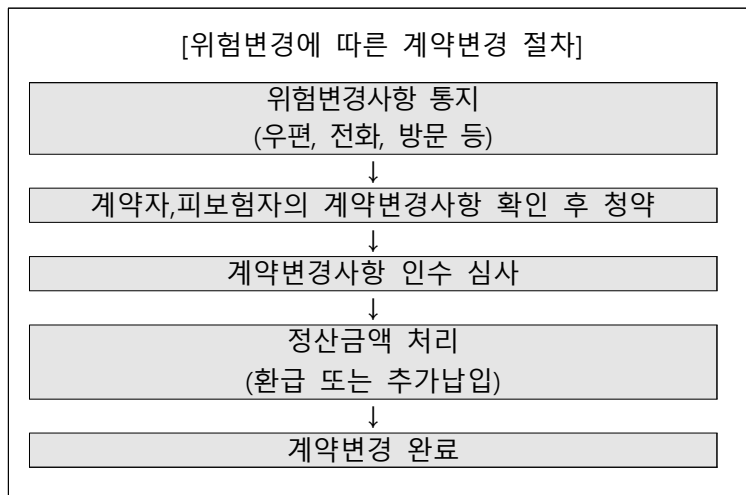 [위험변경에 따른 계약변경 절차]
위험변경사항 통지
(우편, 전화, 방문 등)
↓
계약자,피보험자의 계약변경사항 확인 후 청약
↓
계약변경사항 인수 심사
↓
정산금액 처리
(환급 또는 추가납입)
↓
계약변경 완료